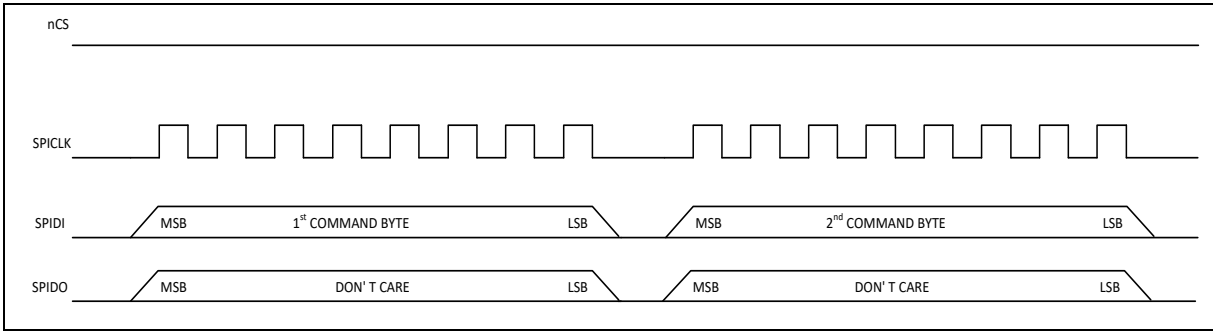 nCS
SPICLK
SPIDI MSB 1st COMMAND BYTE LSB MSB 2nd COMMAND BYTE LSB
SPIDO MSB DON' T CARE LSB MSB DON' T CARE LSB